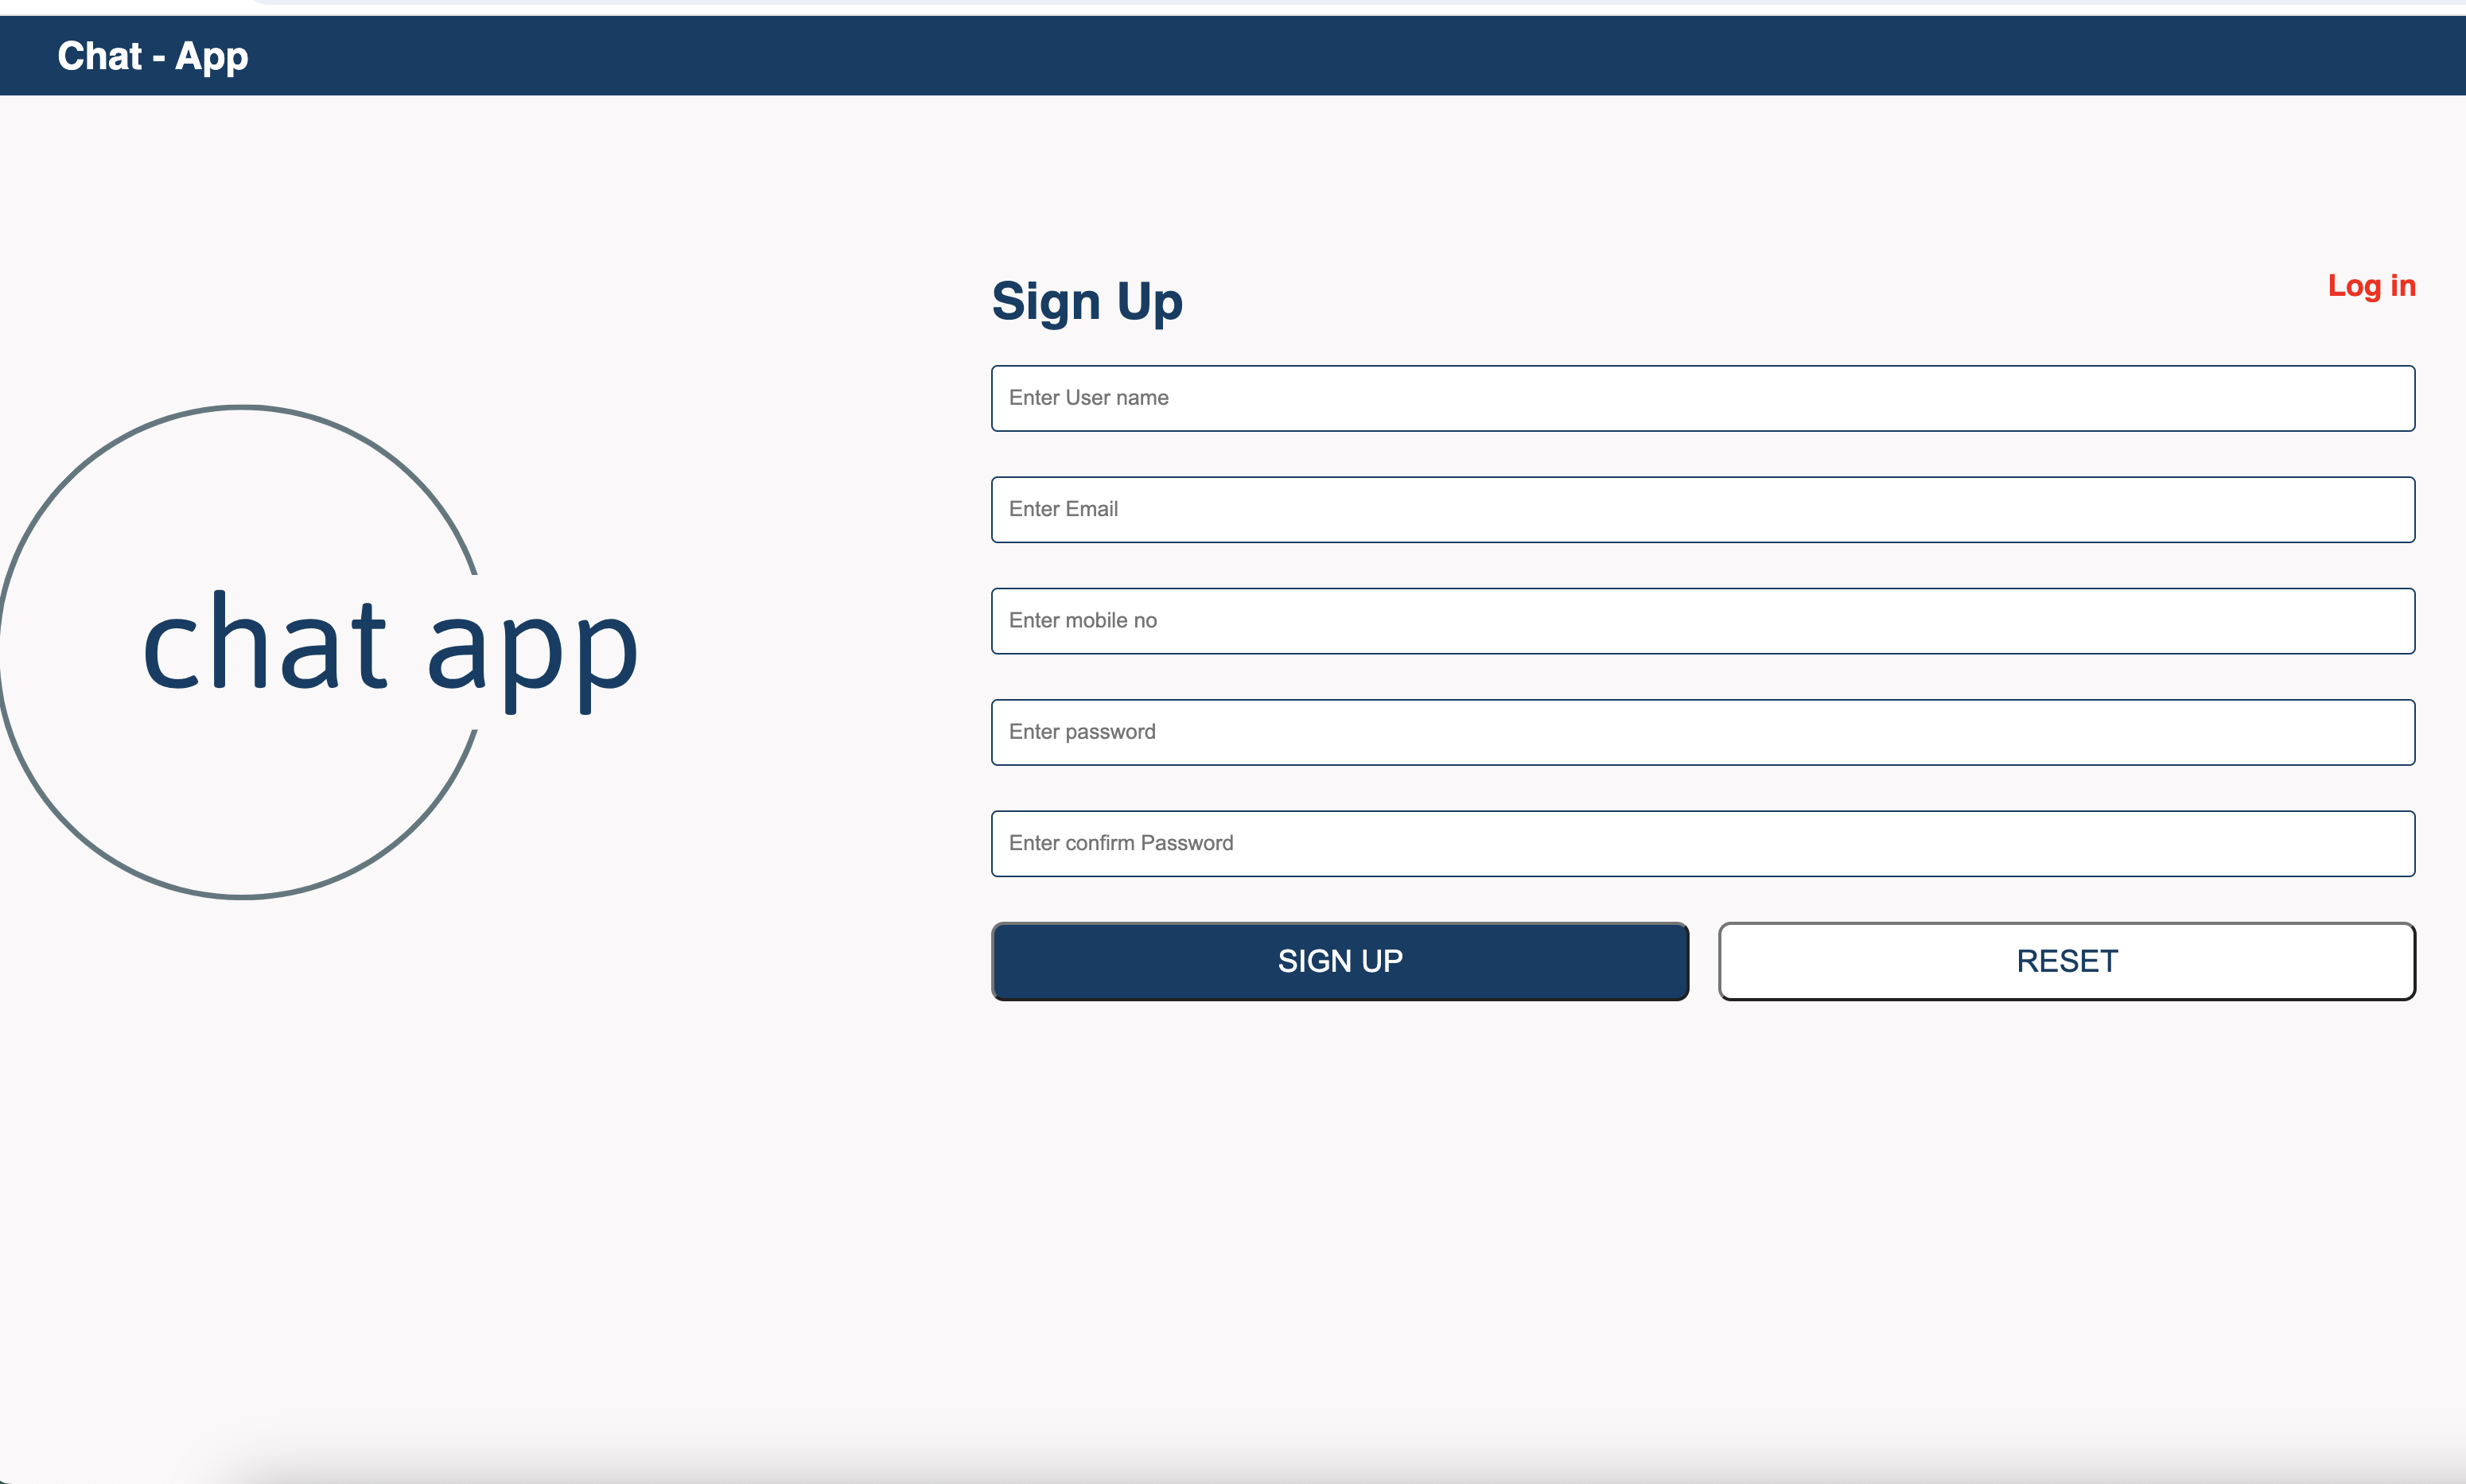 Chat - App
chat app
Sign Up
Log in
Enter User name
Enter Email
Enter mobile no
Enter password
Enter confirm Password
SIGN UP
RESET